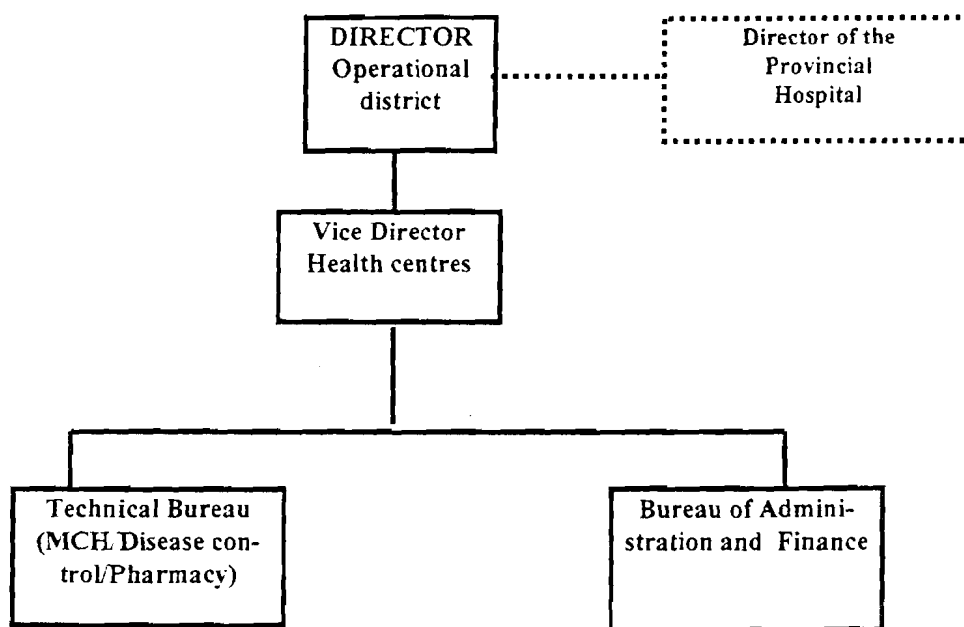 DIRECTOR
Operational
district
Director of the
Provincial
Hospital
Vice Director
Health centres
Technical Bureau
(MCH/Disease con-
trol/Pharmacy)
Bureau of Admini-
stration and Finance